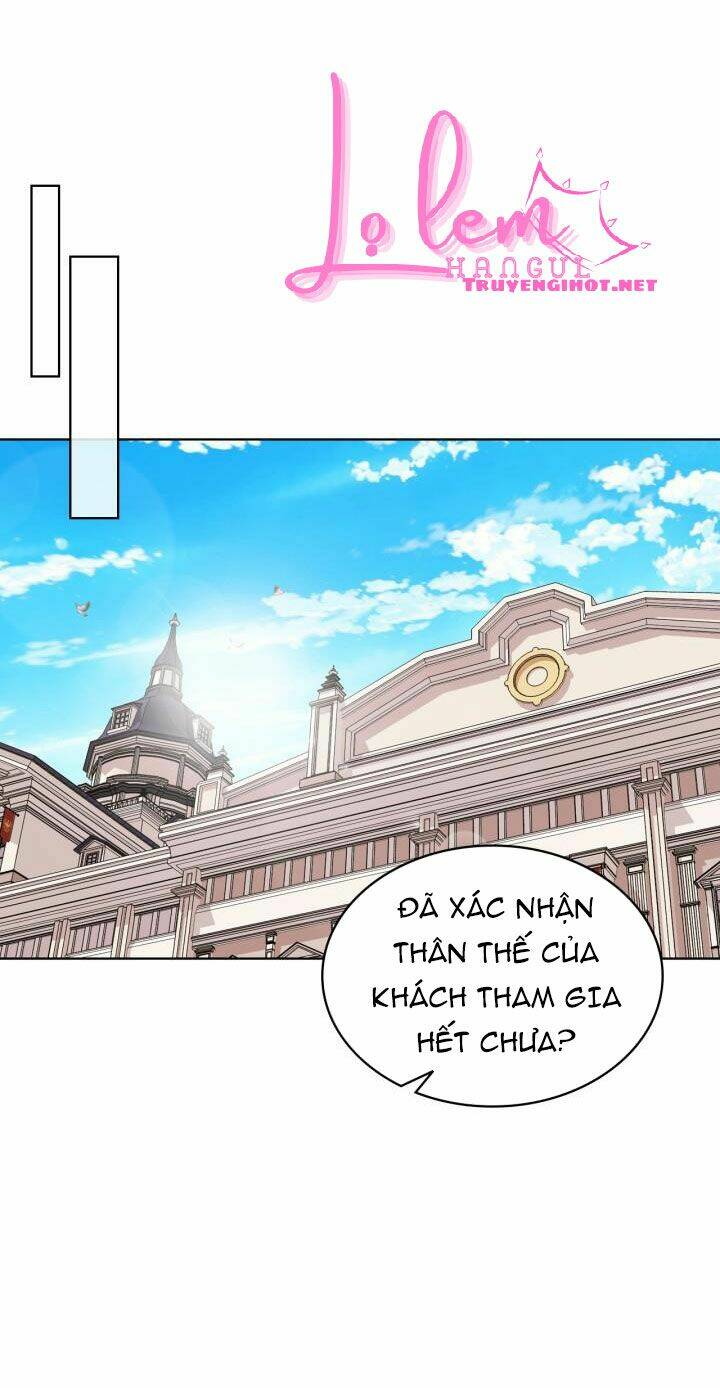 Lọ lem
HANGUL
TRUYENGIHOT.NET
ĐÃ XÁC NHẬN
THÂN THẾ CỦA
KHÁCH THAM GIA
HẾT CHƯA?